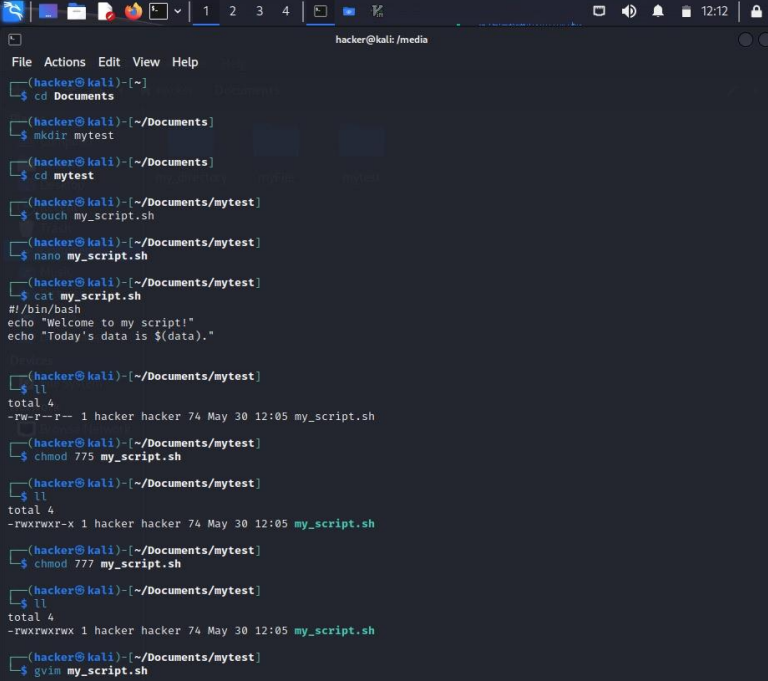 1 2 3 4 12:12
hacker@kali: /media
File Actions Edit View Help
┌──(hacker㉿kali)-[~]
└─$ cd Documents
┌──(hacker㉿kali)-[~/Documents]
└─$ mkdir mytest
┌──(hacker㉿kali)-[~/Documents]
└─$ cd mytest
┌──(hacker㉿kali)-[~/Documents/mytest]
└─$ touch my_script.sh
┌──(hacker㉿kali)-[~/Documents/mytest]
└─$ nano my_script.sh
┌──(hacker㉿kali)-[~/Documents/mytest]
└─$ cat my_script.sh
#!/bin/bash
echo "Welcome to my script!"
echo "Today's data is $(data)."
┌──(hacker㉿kali)-[~/Documents/mytest]
└─$ ll
total 4
-rw-r--r-- 1 hacker hacker 74 May 30 12:05 my_script.sh
┌──(hacker㉿kali)-[~/Documents/mytest]
└─$ chmod 775 my_script.sh
┌──(hacker㉿kali)-[~/Documents/mytest]
└─$ ll
total 4
-rwxrwxr-x 1 hacker hacker 74 May 30 12:05 my_script.sh
┌──(hacker㉿kali)-[~/Documents/mytest]
└─$ chmod 777 my_script.sh
┌──(hacker㉿kali)-[~/Documents/mytest]
└─$ ll
total 4
-rwxrwxrwx 1 hacker hacker 74 May 30 12:05 my_script.sh
┌──(hacker㉿kali)-[~/Documents/mytest]
└─$ gvim my_script.sh